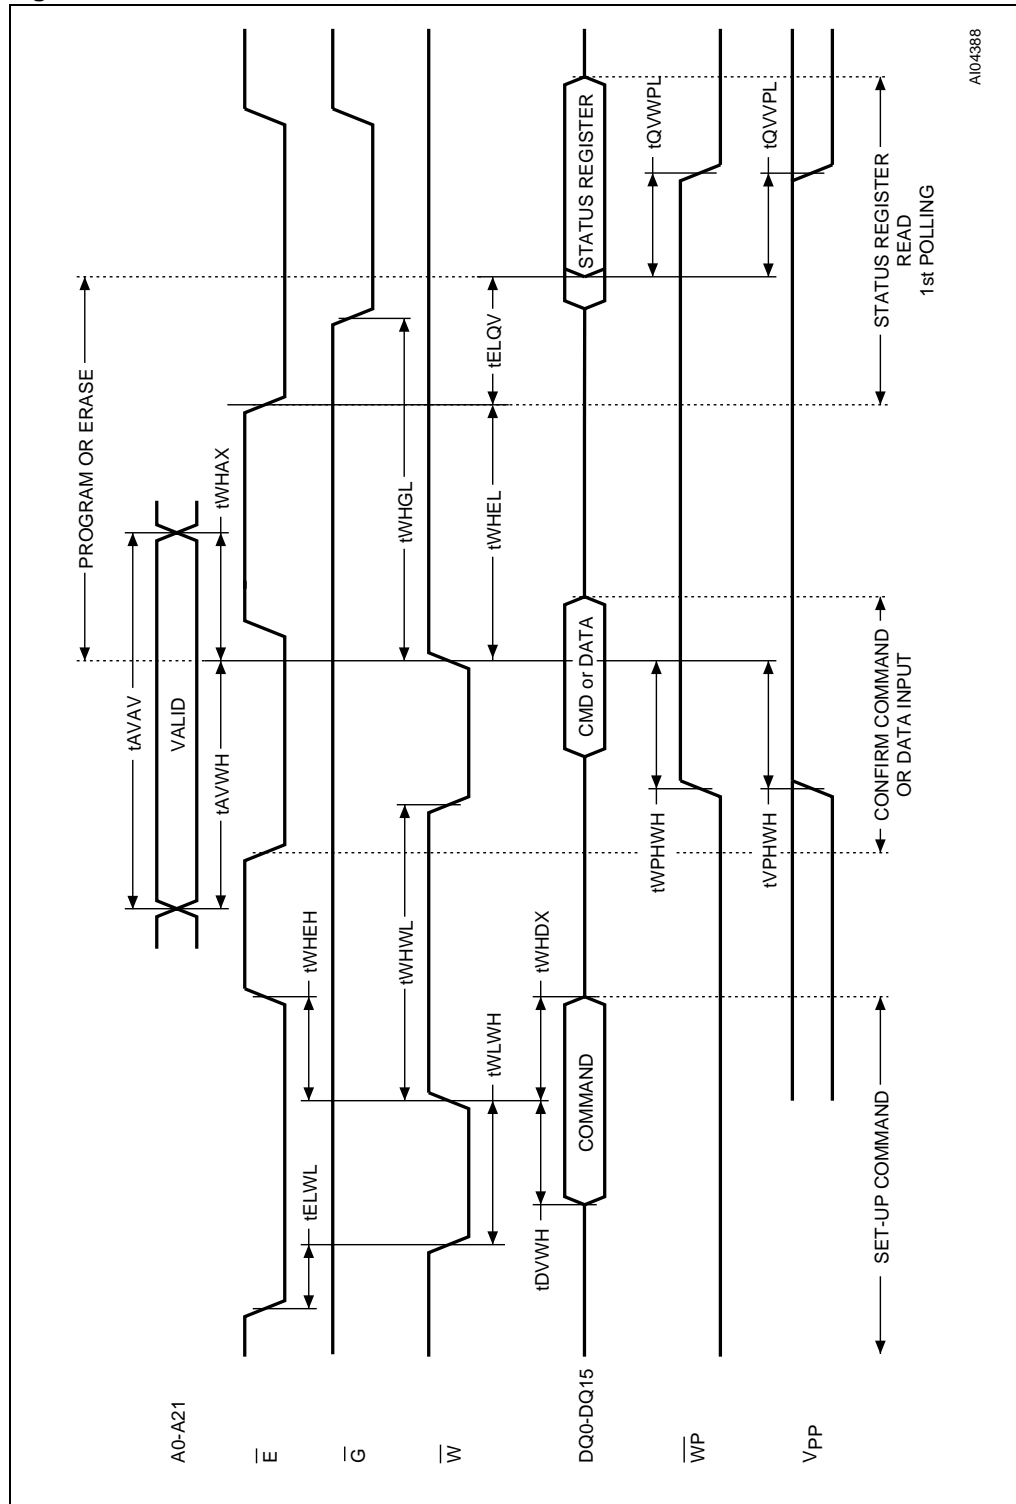 PROGRAM OR ERASE
tAVAV
A0-A21
VALID
tAVWH
tWHAX
E
tELWL
tWHEH
G
tWHWL
tWHGL
W
tWLWH
tWHEL
tELQV
tDVWH
tWHDX
DQ0-DQ15
COMMAND
CMD or DATA
STATUS REGISTER
tWPHWH
tQVWPL
WP
tVPHWH
tQVVPL
VPP
SET-UP COMMAND
CONFIRM COMMAND
OR DATA INPUT
STATUS REGISTER
READ
1st POLLING
AI04388